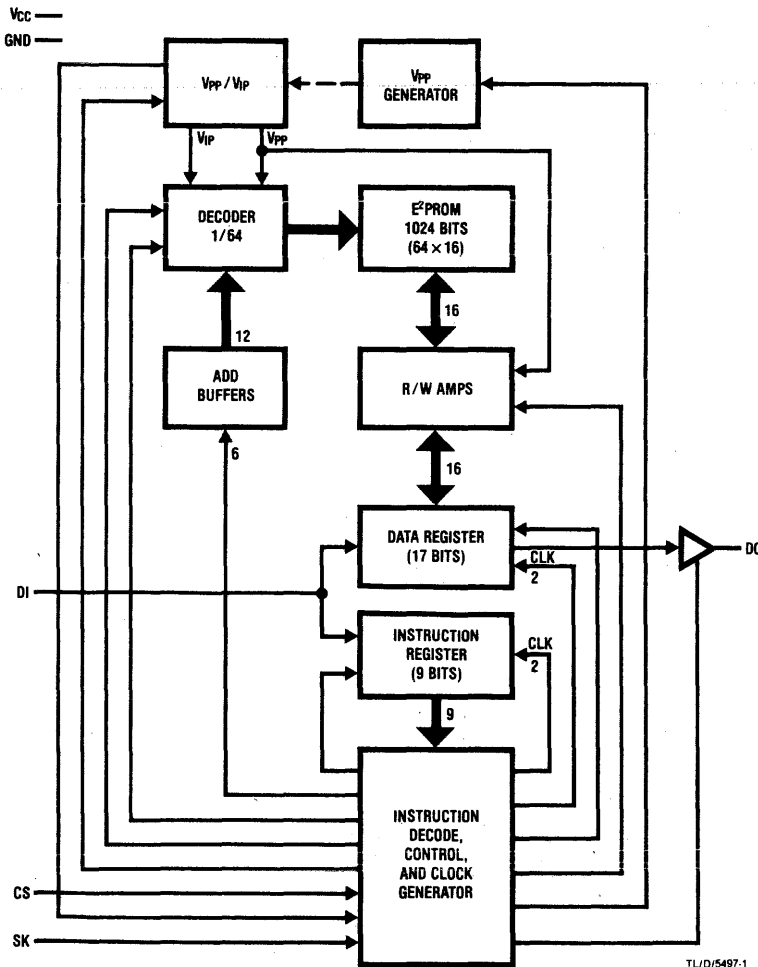 VCC
GND
VPP / VIP
VPP
GENERATOR
VIP
VPP
DECODER
1/64
E²PROM
1024 BITS
(64 × 16)
12
16
ADD
BUFFERS
R/W AMPS
6
16
DATA REGISTER
(17 BITS)
CLK
2
DO
DI
INSTRUCTION
REGISTER
(9 BITS)
CLK
2
9
INSTRUCTION
DECODE,
CONTROL,
AND CLOCK
GENERATOR
CS
SK
TL/D/5497-1